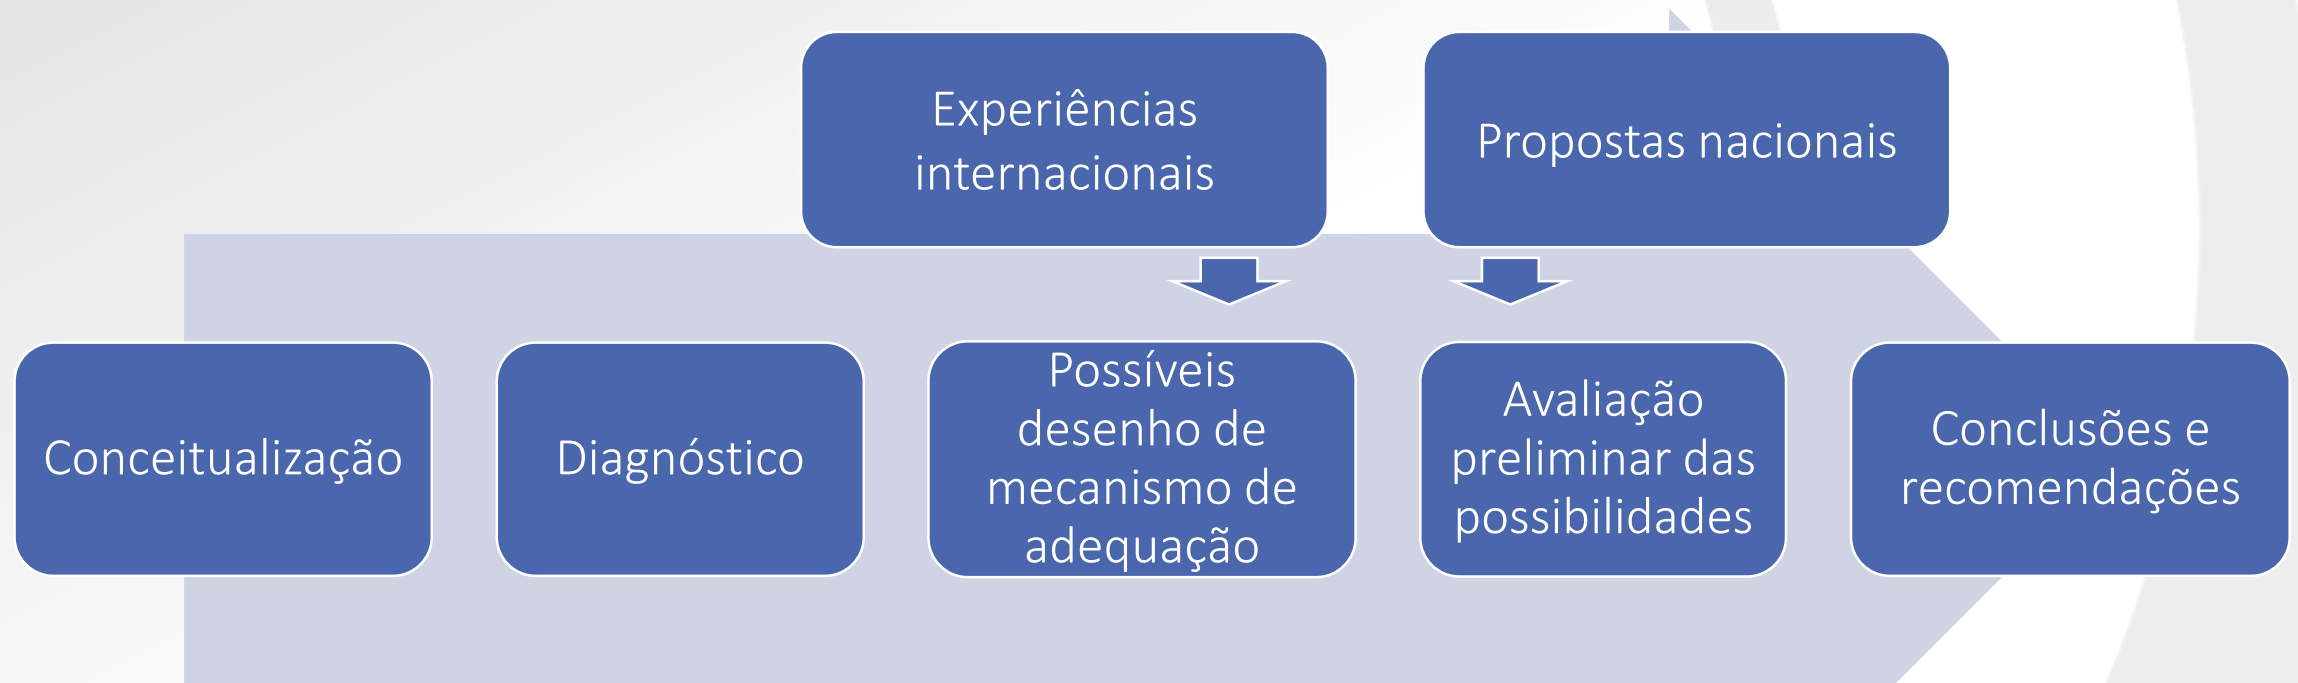 Experiências
internacionais
Propostas nacionais
Conceitualização
Diagnóstico
Possíveis
desenho de
mecanismo de
adequação
Avaliação
preliminar das
possibilidades
Conclusões e
recomendações